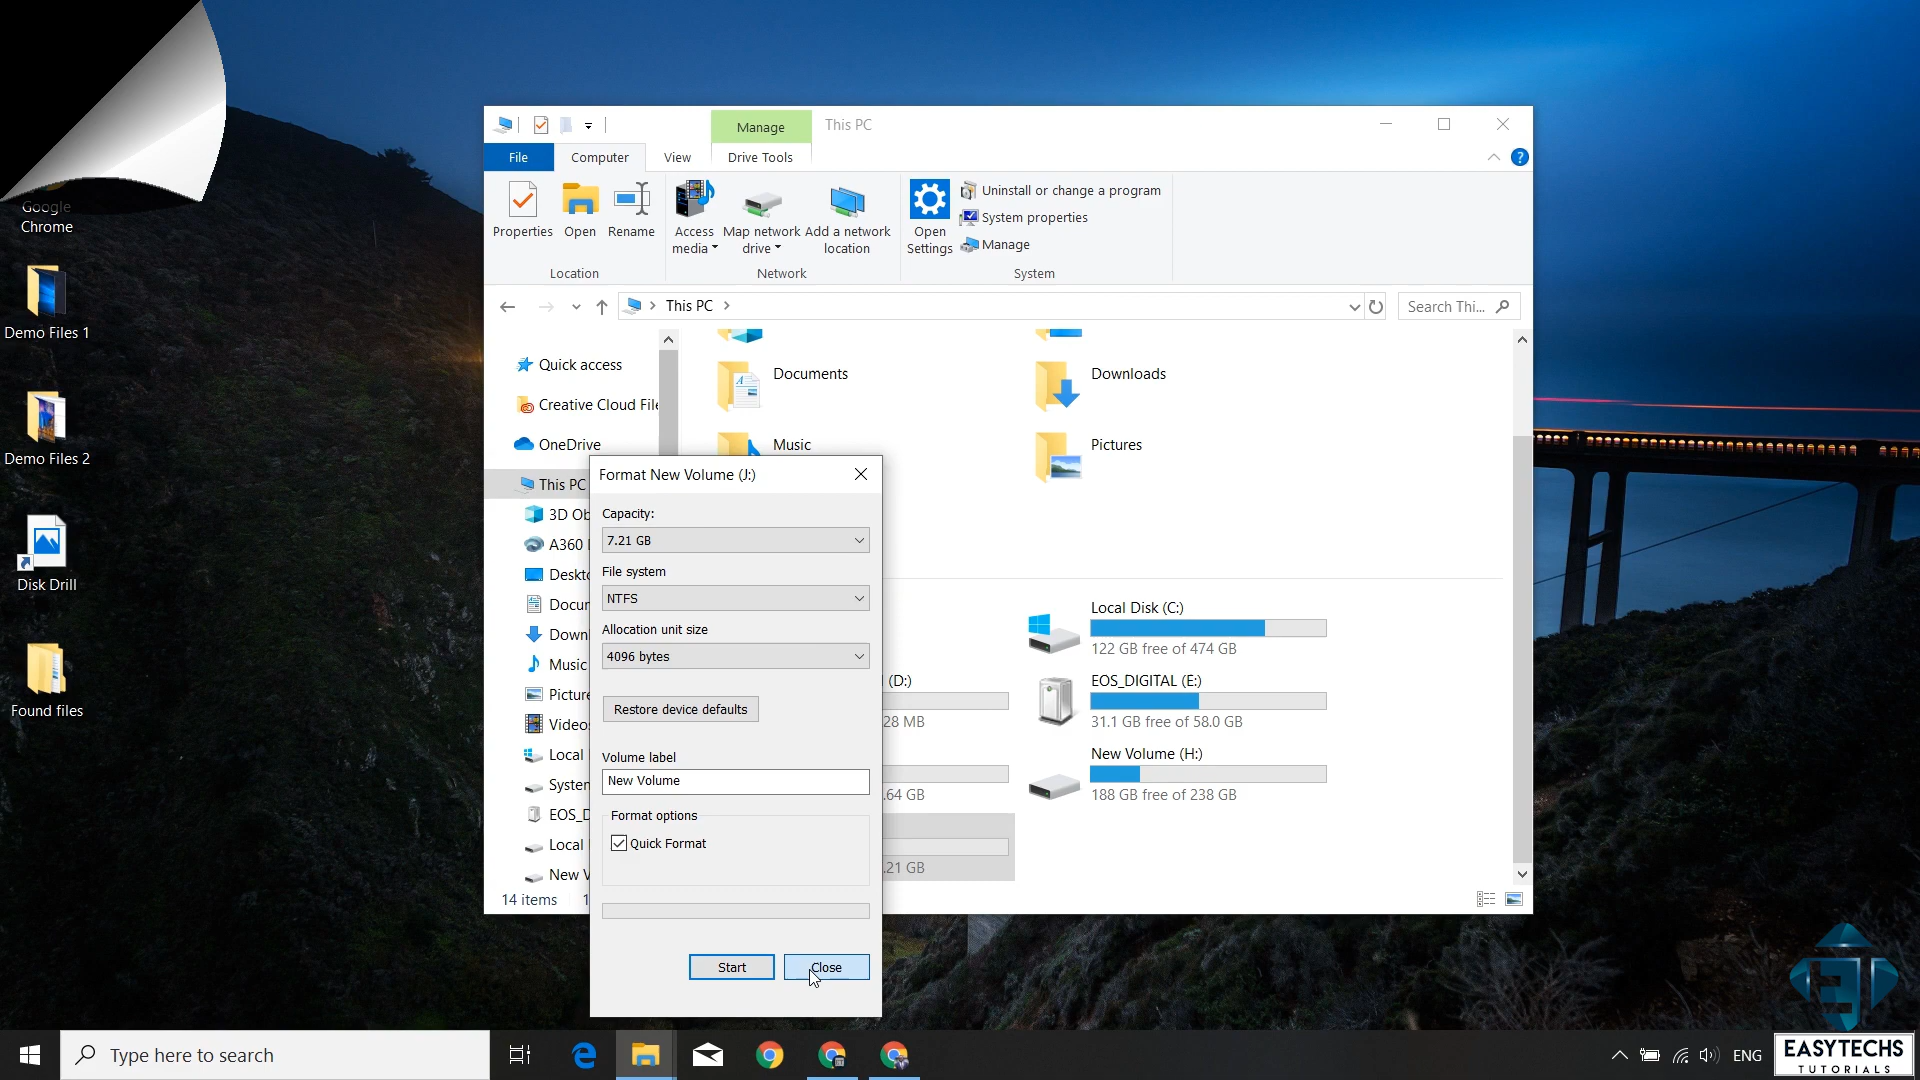 Google
Chrome
Demo Files 1
Demo Files 2
Disk Drill
Found files
Manage
This PC
File
Computer
View
Drive Tools
Properties
Open
Rename
Location
Access
media
Map network
drive
Add a network
location
Network
Open
Settings
Uninstall or change a program
System properties
Manage
System
This PC
Search Thi...
Quick access
Creative Cloud File
OneDrive
This PC
3D Ob
A360
Deskto
Docur
Downl
Music
Picture
Videos
Local
System
EOS_D
Local
New V
14 items
Documents
Downloads
Music
Pictures
(D:)
28 MB
.64 GB
.21 GB
Local Disk (C:)
122 GB free of 474 GB
EOS_DIGITAL (E:)
31.1 GB free of 58.0 GB
New Volume (H:)
188 GB free of 238 GB
Format New Volume (J:)
Capacity:
7.21 GB
File system
NTFS
Allocation unit size
4096 bytes
Restore device defaults
Volume label
New Volume
Format options
Quick Format
Start
Close
Type here to search
ENG
EASYTECHS
TUTORIALS